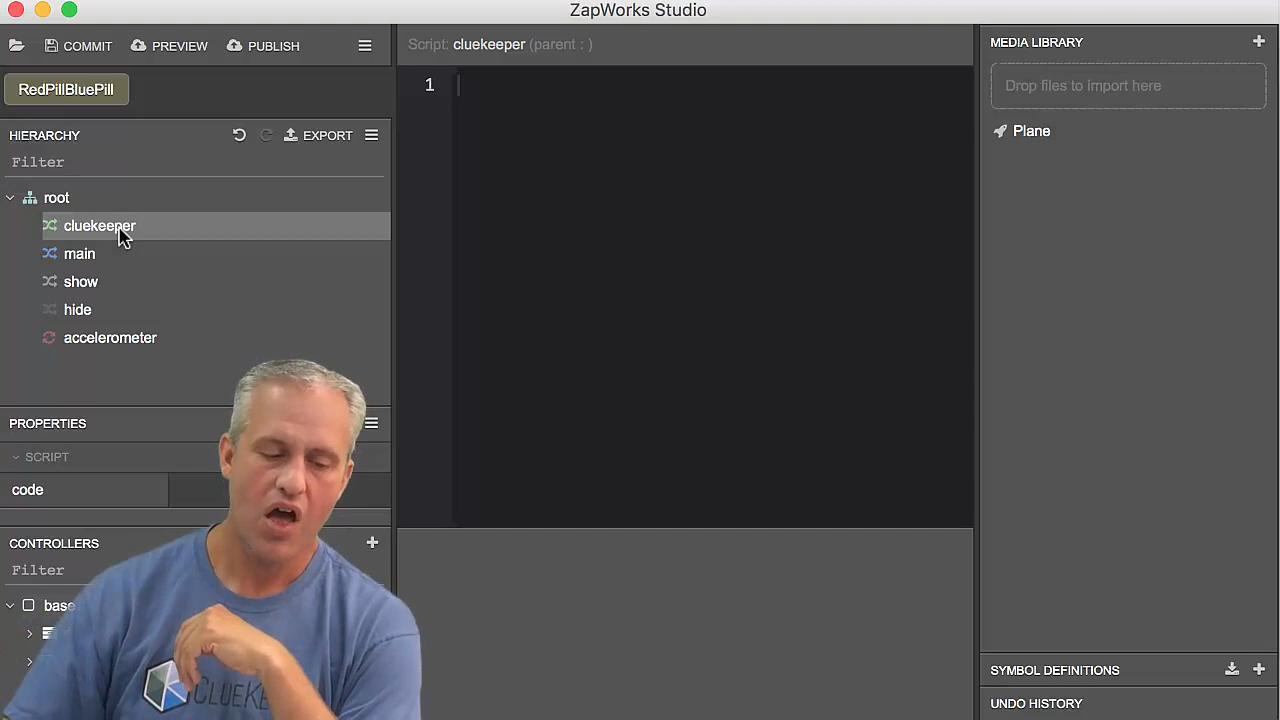 ZapWorks Studio
COMMIT PREVIEW PUBLISH
RedPillBluePill
HIERARCHY EXPORT
Filter
root
cluekeeper
main
show
hide
accelerometer
PROPERTIES
SCRIPT
code
CONTROLLERS
Filter
base
Script: cluekeeper (parent : )
1
MEDIA LIBRARY
Drop files to import here
Plane
SYMBOL DEFINITIONS
UNDO HISTORY